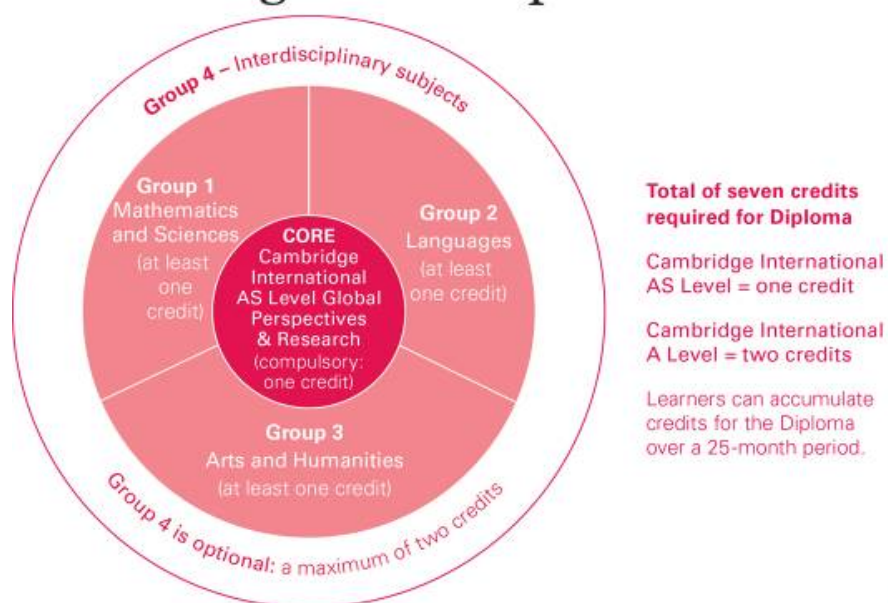 Group 4 – Interdisciplinary subjects
Group 1
Mathematics
and Sciences
(at least
one
credit)
Group 2
Languages
(at least
one credit)
CORE
Cambridge
International
AS Level Global
Perspectives
& Research
(compulsory:
one credit)
Group 3
Arts and Humanities
(at least one credit)
Group 4 is optional: a maximum of two credits
Total of seven credits
required for Diploma
Cambridge International
AS Level = one credit
Cambridge International
A Level = two credits
Learners can accumulate
credits for the Diploma
over a 25-month period.